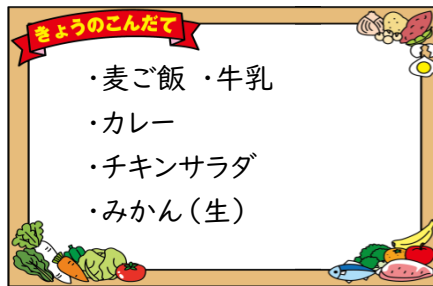 きょうのこんだて
・麦ご飯 ・牛乳
・カレー
・チキンサラダ
・みかん(生)